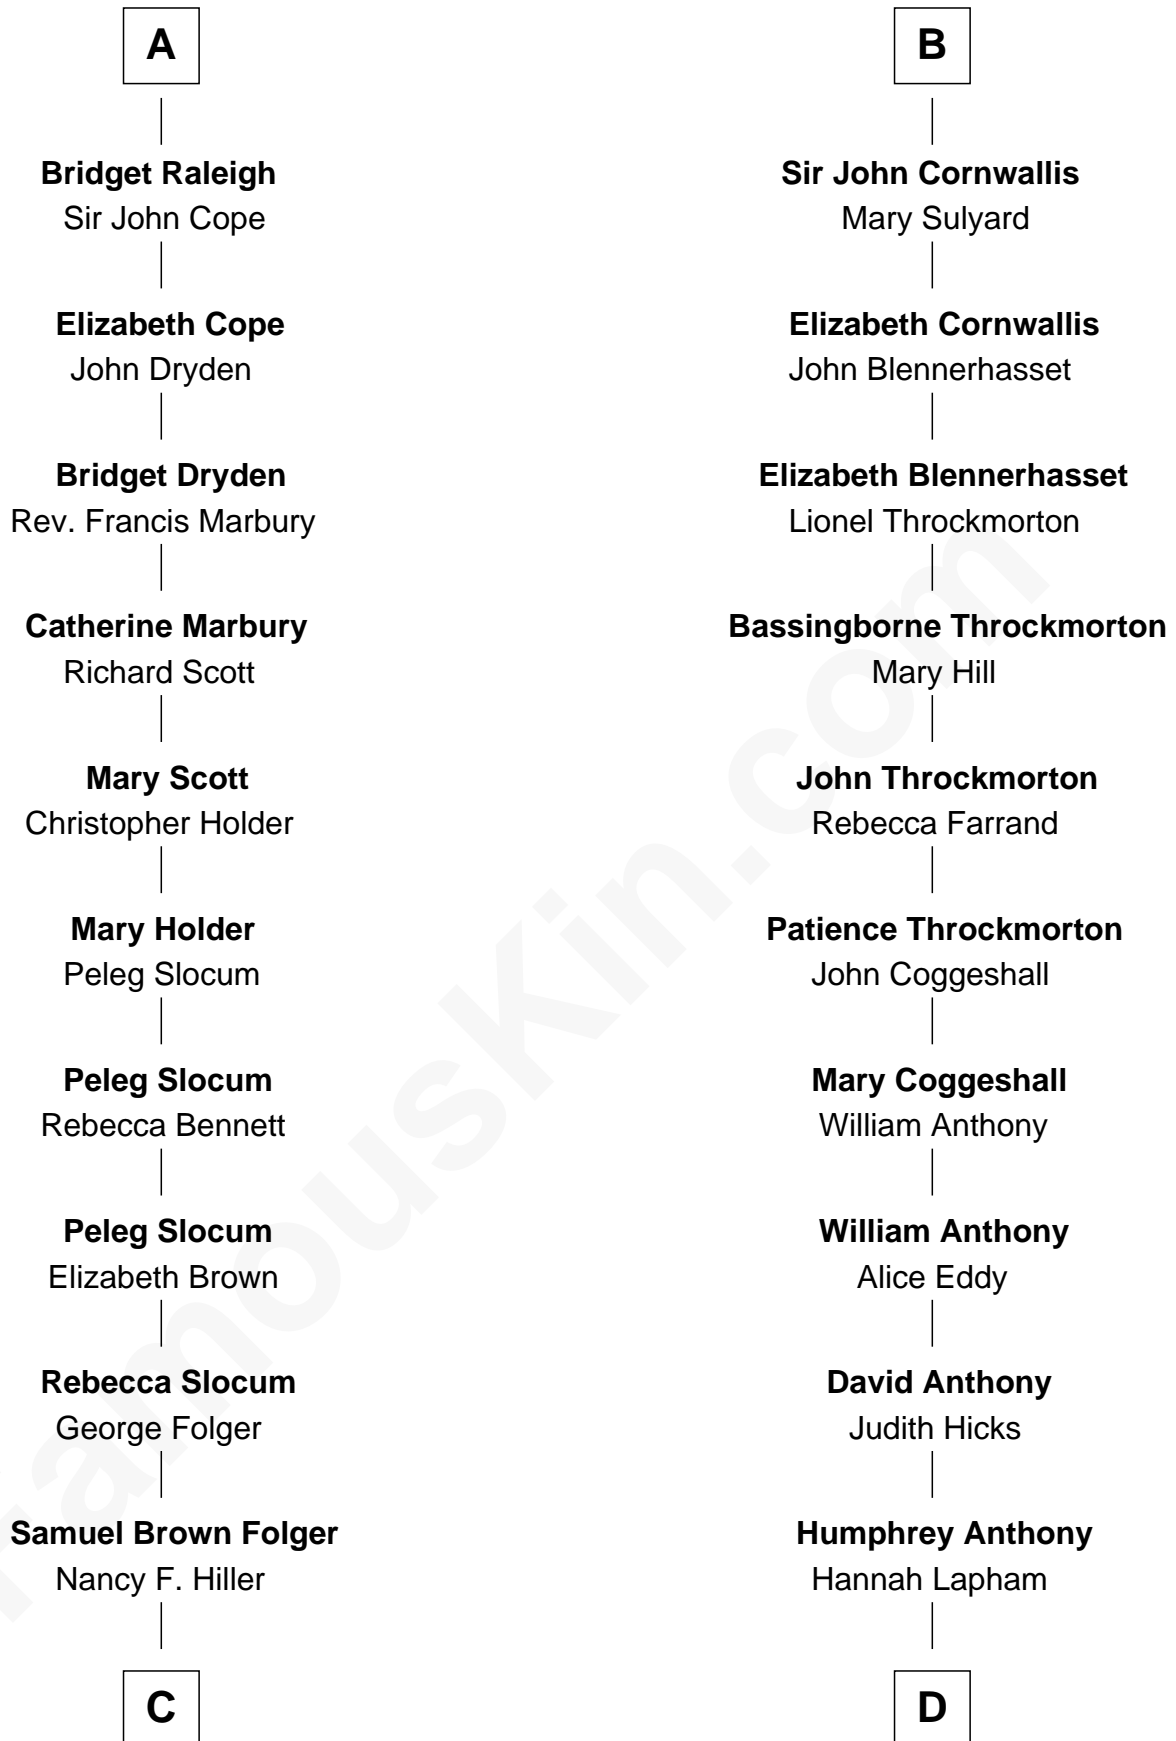 A
Bridget Raleigh
Sir John Cope
Elizabeth Cope
John Dryden
Bridget Dryden
Rev. Francis Marbury
Catherine Marbury
Richard Scott
Mary Scott
Christopher Holder
Mary Holder
Peleg Slocum
Peleg Slocum
Rebecca Bennett
Peleg Slocum
Elizabeth Brown
Rebecca Slocum
George Folger
Samuel Brown Folger
Nancy F. Hiller
C
B
Sir John Cornwallis
Mary Sulyard
Elizabeth Cornwallis
John Blennerhasset
Elizabeth Blennerhasset
Lionel Throckmorton
Bassingborne Throckmorton
Mary Hill
John Throckmorton
Rebecca Farrand
Patience Throckmorton
John Coggeshall
Mary Coggeshall
William Anthony
William Anthony
Alice Eddy
David Anthony
Judith Hicks
Humphrey Anthony
Hannah Lapham
D
FamousKin.com